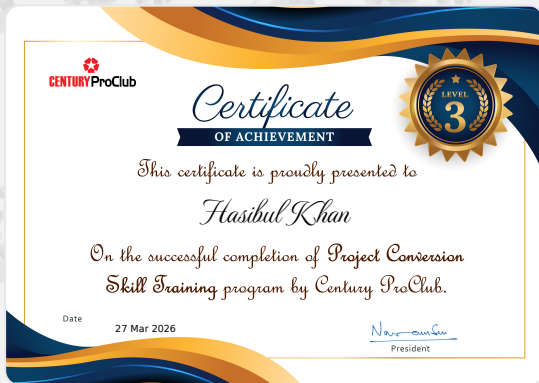 CENTURY ProClub
Certificate
OF ACHIEVEMENT
LEVEL
3
This certificate is proudly presented to
Hasibul Khan
On the successful completion of Project Conversion
Skill Training program by Century ProClub.
Date
27 Mar 2026
President